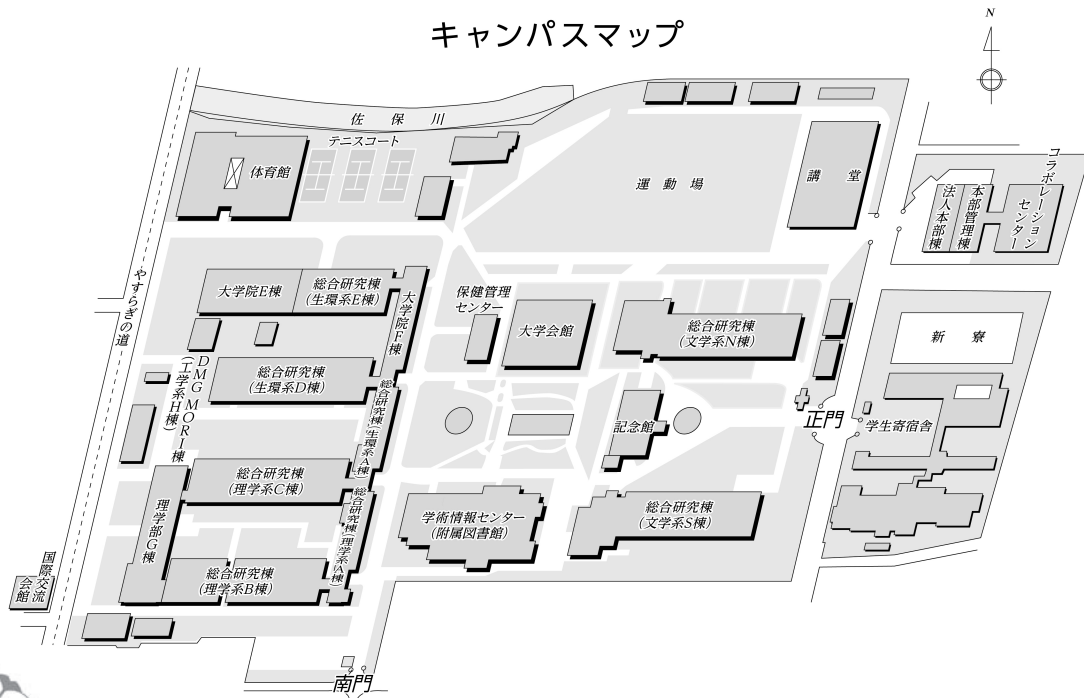 キャンパスマップ
N
佐保川
テニスコート
体育館
運動場
講堂
コラボレーション
センター
本部管理棟
法人本部棟
やすらぎの道
大学院E棟
総合研究棟
(生環系E棟)
大学院F棟
保健管理
センター
大学会館
総合研究棟
(文学系N棟)
新寮
DMG MORI棟
(工学系H棟)
総合研究棟
(生環系D棟)
総合研究棟(生環系A棟)
記念館
正門
学生寄宿舎
総合研究棟
(理学系C棟)
理学部G棟
総合研究棟(理学系A棟)
学術情報センター
(附属図書館)
総合研究棟
(文学系S棟)
国際交流
会館
総合研究棟
(理学系B棟)
南門